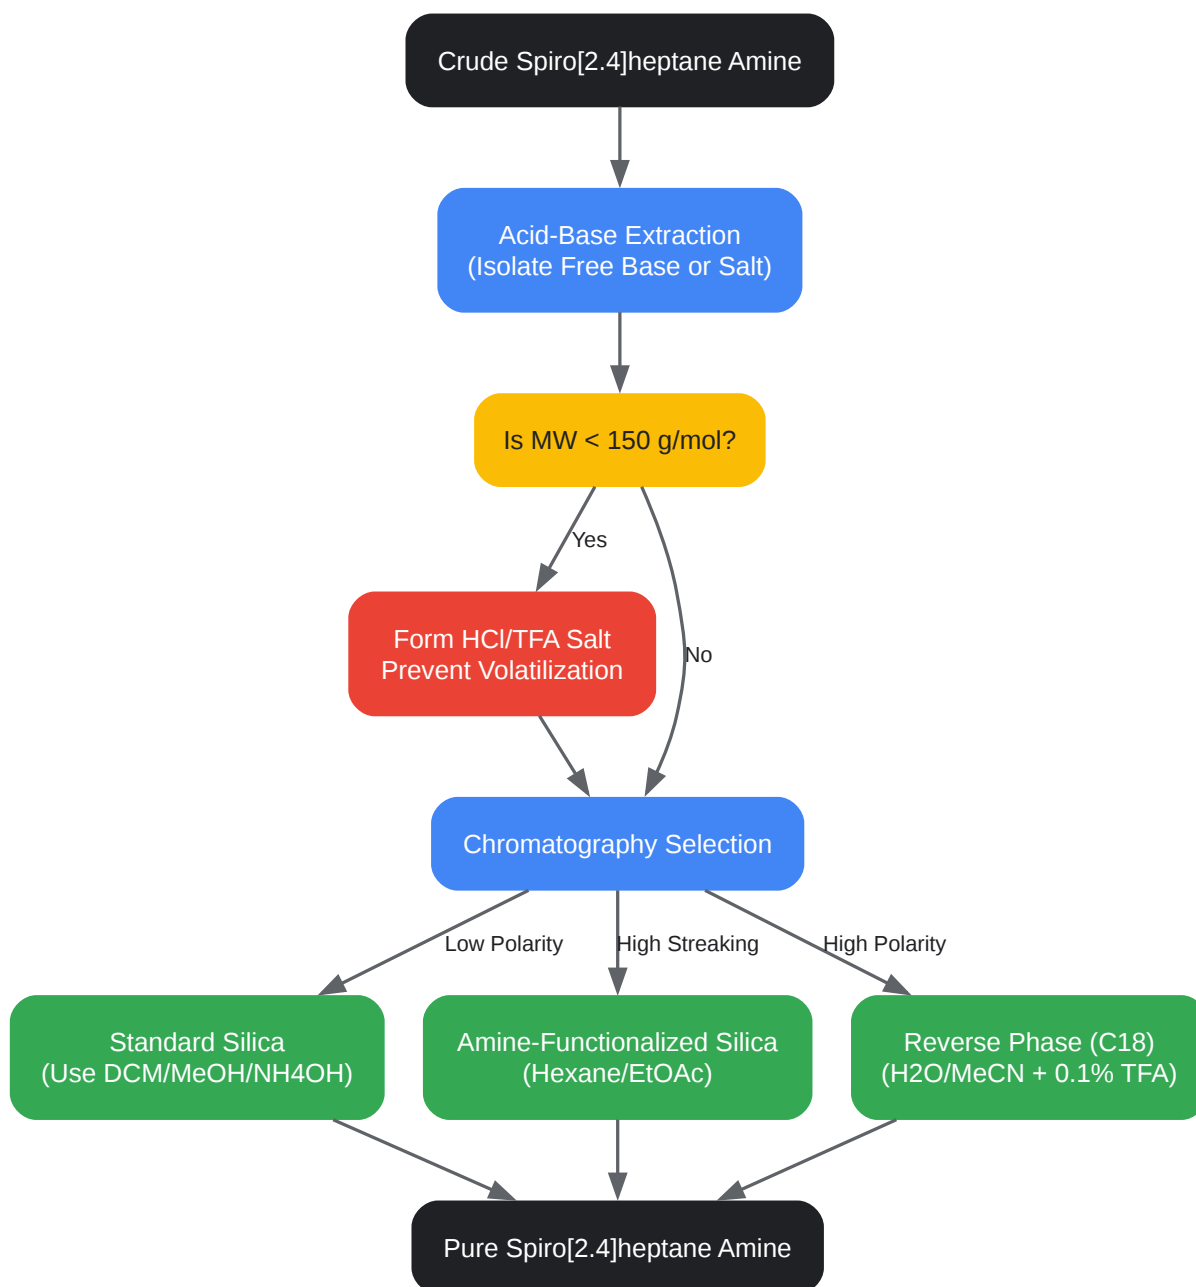 Crude Spiro[2.4]heptane Amine
Acid-Base Extraction
(Isolate Free Base or Salt)
Is MW < 150 g/mol?
Yes
Form HCl/TFA Salt
Prevent Volatilization
No
Chromatography Selection
Low Polarity
High Streaking
High Polarity
Standard Silica
(Use DCM/MeOH/NH4OH)
Amine-Functionalized Silica
(Hexane/EtOAc)
Reverse Phase (C18)
(H2O/MeCN + 0.1% TFA)
Pure Spiro[2.4]heptane Amine